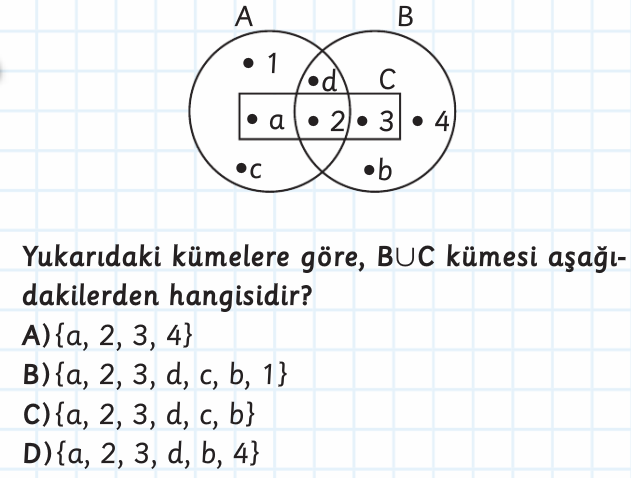 A B
• 1
• d C
• a • 2 • 3 • 4
• c • b
Yukarıdaki kümelere göre, B∪C kümesi aşağı-
dakilerden hangisidir?
A) {a, 2, 3, 4}
B) {a, 2, 3, d, c, b, 1}
C) {a, 2, 3, d, c, b}
D) {a, 2, 3, d, b, 4}